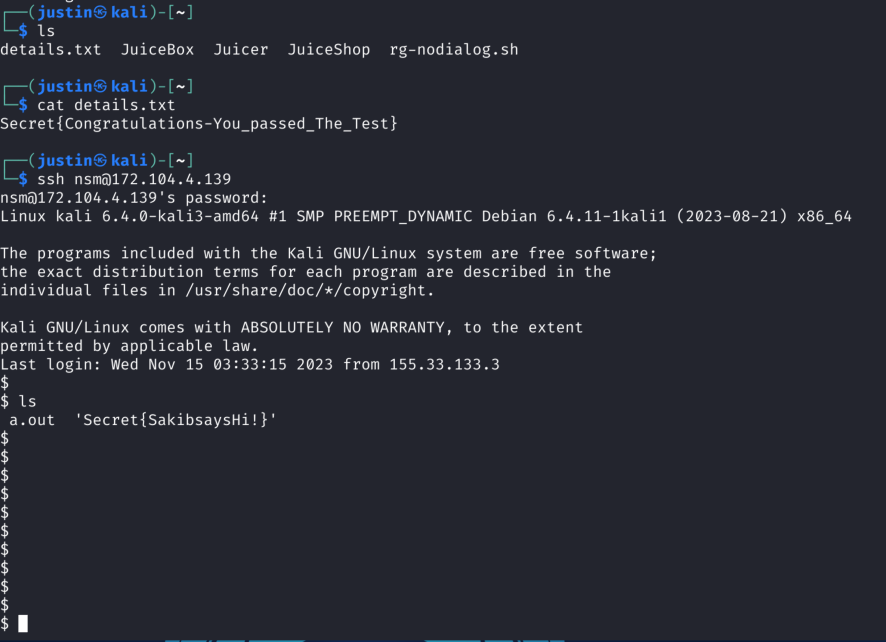 ┌──(justin㉿kali)-[~]
└─$ ls
details.txt  JuiceBox  Juicer  JuiceShop  rg-nodialog.sh
┌──(justin㉿kali)-[~]
└─$ cat details.txt
Secret{Congratulations-You_passed_The_Test}
┌──(justin㉿kali)-[~]
└─$ ssh nsm@172.104.4.139
nsm@172.104.4.139's password:
Linux kali 6.4.0-kali3-amd64 #1 SMP PREEMPT_DYNAMIC Debian 6.4.11-1kali1 (2023-08-21) x86_64
The programs included with the Kali GNU/Linux system are free software;
the exact distribution terms for each program are described in the
individual files in /usr/share/doc/*/copyright.
Kali GNU/Linux comes with ABSOLUTELY NO WARRANTY, to the extent
permitted by applicable law.
Last login: Wed Nov 15 03:33:15 2023 from 155.33.133.3
$
$ ls
 a.out  'Secret{SakibsaysHi!}'
$
$
$
$
$
$
$
$
$
$
$